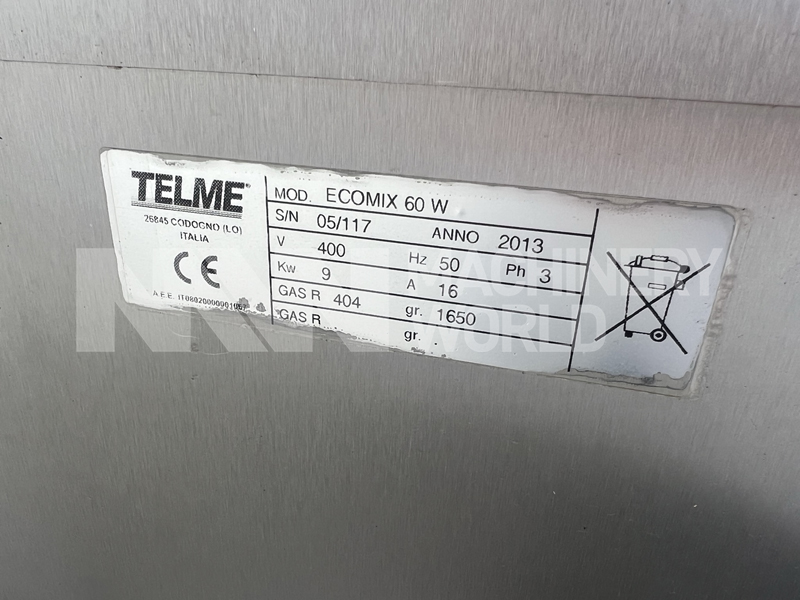 TELME
26845 CODOGNO (LO)
ITALIA
CE
MOD. ECOMIX 60 W
S/N 05/117 ANNO 2013
V 400 Hz 50 Ph 3
Kw 9 A 16
GAS R 404 gr. 1650
GAS R gr.
MACHINERY
WORLD